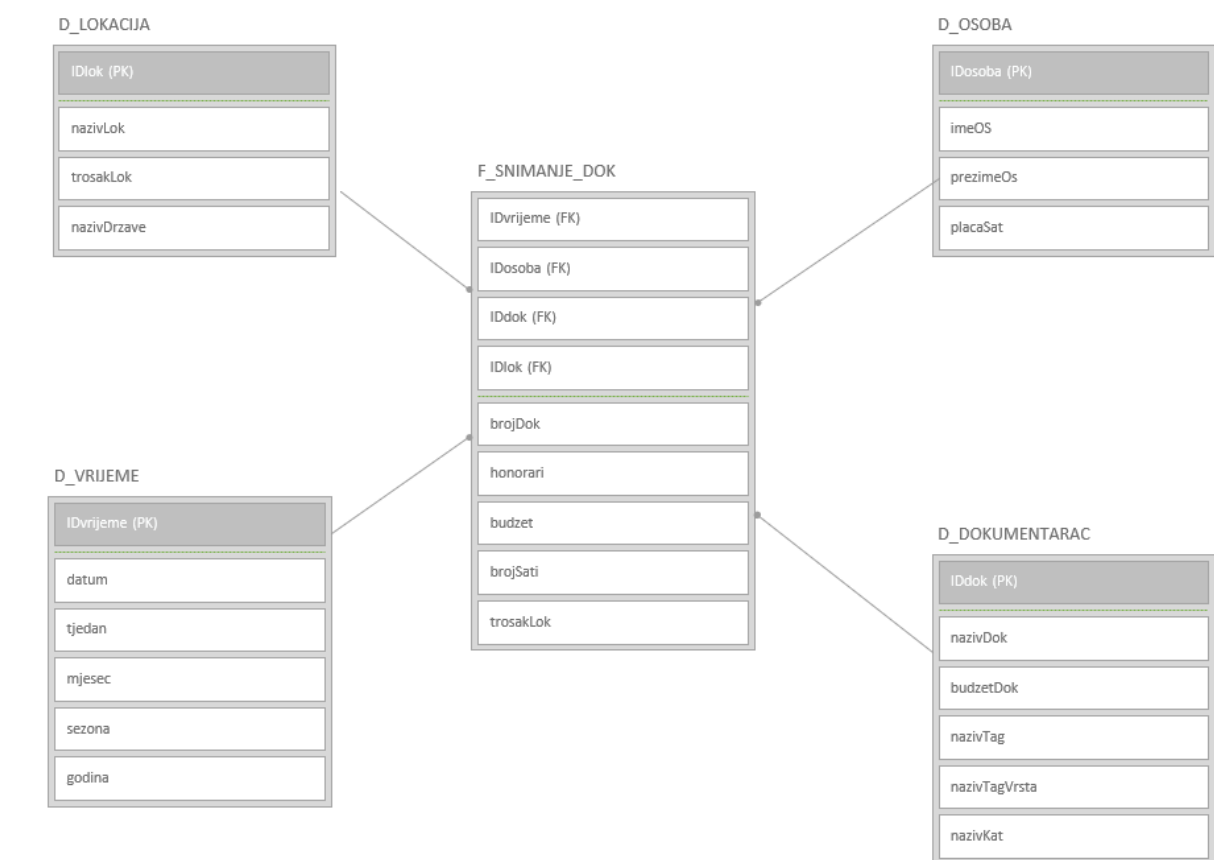 D_LOKACIJA
IDlok (PK)
nazivLok
trosakLok
nazivDrzave
D_OSOBA
IDosoba (PK)
imeOS
prezimeOs
placaSat
F_SNIMANJE_DOK
IDvrijeme (FK)
IDosoba (FK)
IDdok (FK)
IDlok (FK)
brojDok
honorari
budzet
brojSati
trosakLok
D_VRIJEME
IDvrijeme (PK)
datum
tjedan
mjesec
sezona
godina
D_DOKUMENTARAC
IDdok (PK)
nazivDok
budzetDok
nazivTag
nazivTagVrsta
nazivKat